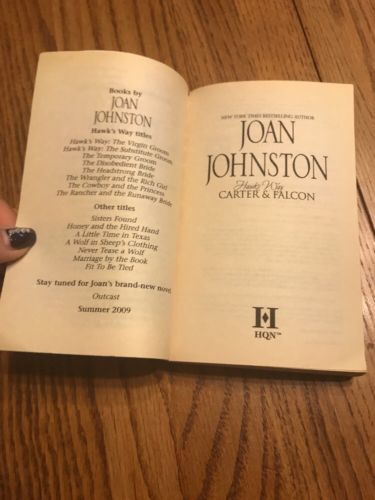 Books by
JOAN
JOHNSTON
Hawk's Way titles
Hawk's Way: The Virgin Groom
Hawk's Way: The Substitute Groom
The Temporary Groom
The Disobedient Bride
The Headstrong Bride
The Wrangler and the Rich Girl
The Cowboy and the Princess
The Rancher and the Runaway Bride
Other titles
Sisters Found
Honey and the Hired Hand
A Little Time in Texas
A Wolf in Sheep's Clothing
Never Tease a Wolf
Marriage by the Book
Fit To Be Tied
Stay tuned for Joan's brand-new novel
Outcast
Summer 2009
NEW YORK TIMES BESTSELLING AUTHOR
JOAN
JOHNSTON
Hawk's Way
CARTER & FALCON
H
HQN™